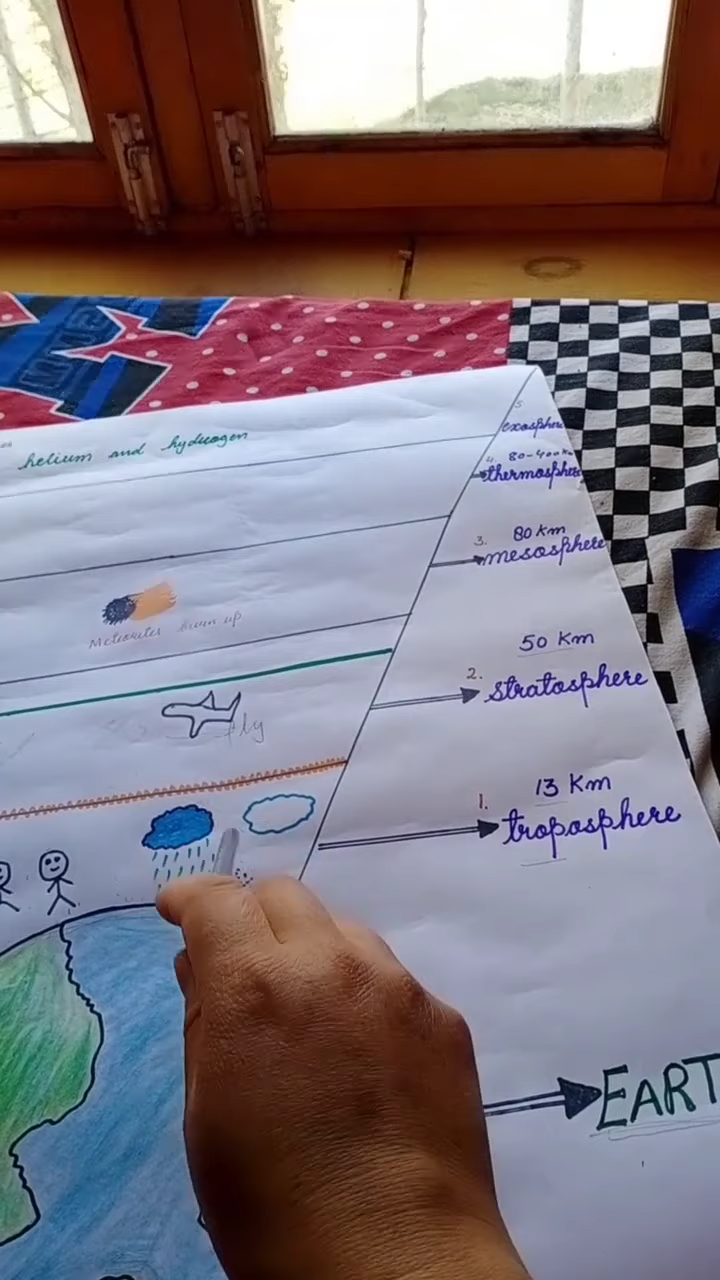 5
exosphere
helium and hydrogen
80-400 Km
4.
thermosphere
80 Km
3.
mesosphere
Meteorites burn up
50 Km
2.
stratosphere
fly
13 Km
1.
troposphere
EART